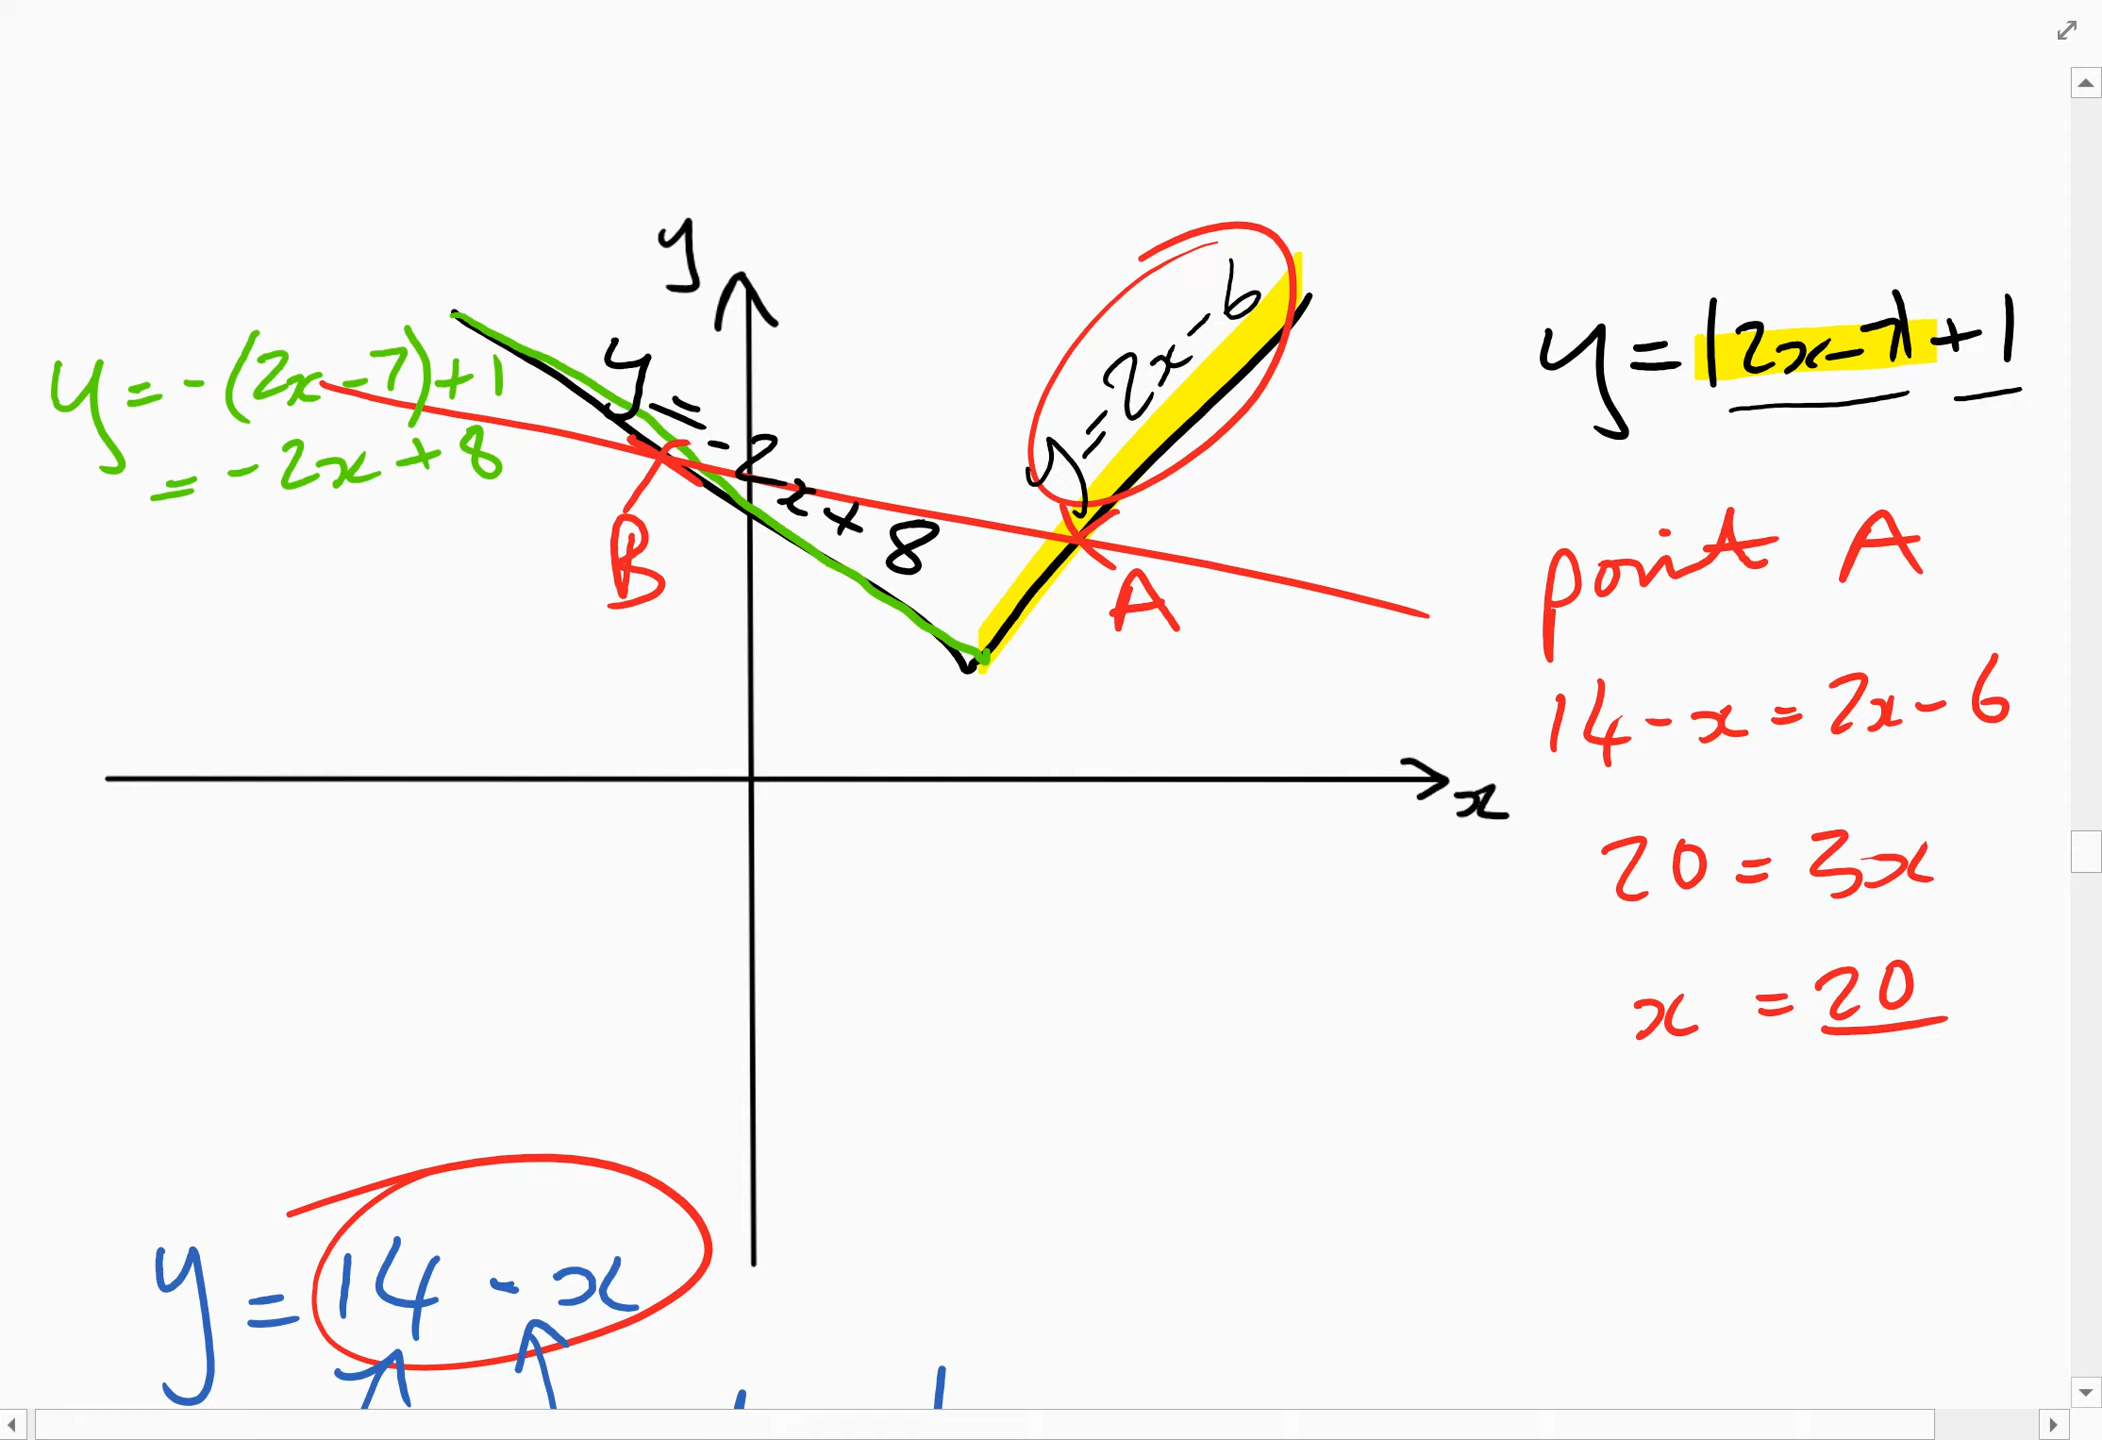 y
y = -(2x-7)+1
= -2x+8
y = -2x+8
y = 2x-6
B
A
x
y = |2x-7|+1
point A
14-x = 2x-6
20 = 3x
x = 20
y = 14-x